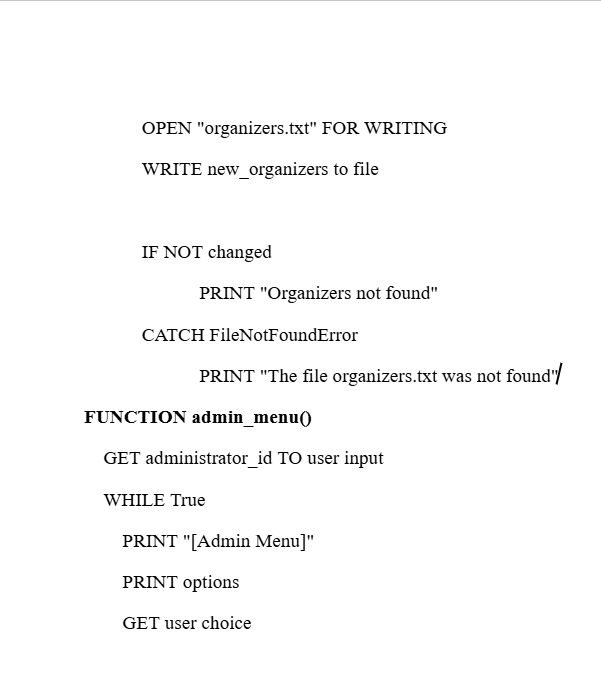 OPEN "organizers.txt" FOR WRITING
WRITE new_organizers to file
IF NOT changed
PRINT "Organizers not found"
CATCH FileNotFoundError
PRINT "The file organizers.txt was not found"
FUNCTION admin_menu()
GET administrator_id TO user input
WHILE True
PRINT "[Admin Menu]"
PRINT options
GET user choice